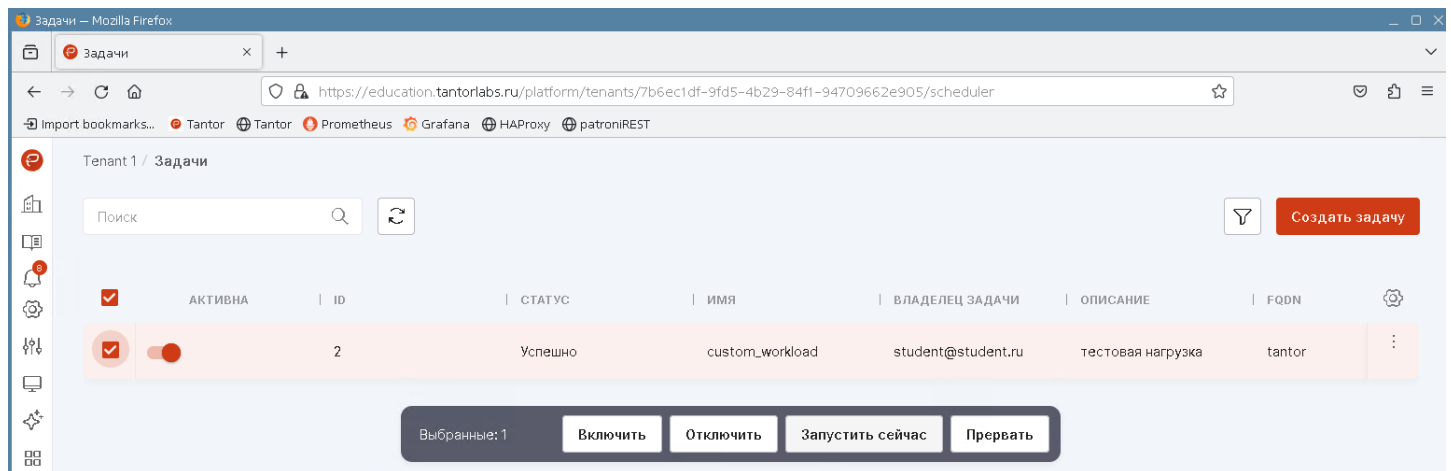 Задачи — Mozilla Firefox
Задачи
https://education.tantorlabs.ru/platform/tenants/7b6ec1df-9fd5-4b29-84f1-94709662e905/scheduler
Import bookmarks... Tantor Tantor Prometheus Grafana HAProxy patroniREST
Tenant 1 / Задачи
Поиск Создать задачу
8
АКТИВНА ID СТАТУС ИМЯ ВЛАДЕЛЕЦ ЗАДАЧИ ОПИСАНИЕ FQDN
2 Успешно custom_workload student@student.ru тестовая нагрузка tantor
Выбранные: 1 Включить Отключить Запустить сейчас Прервать